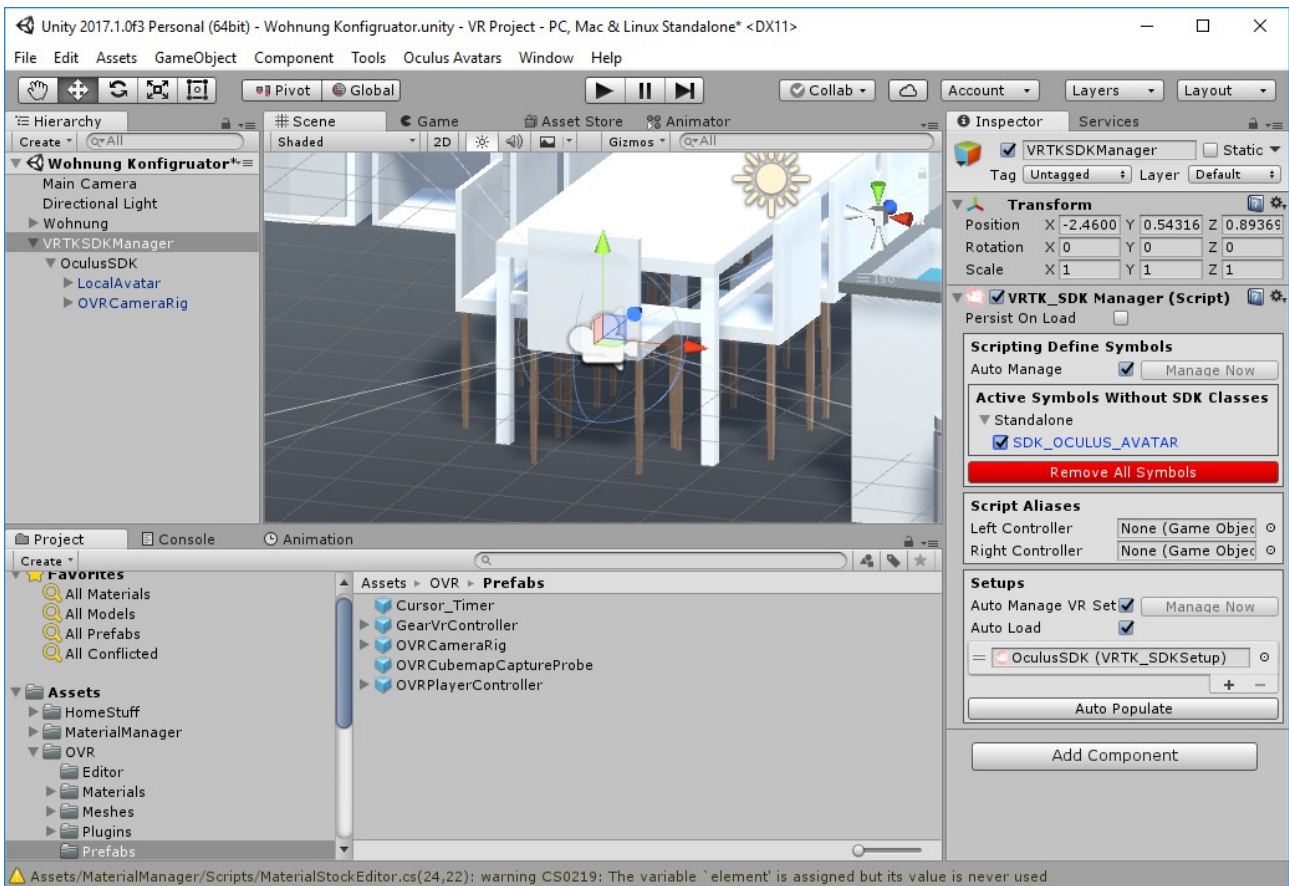 Unity 2017.1.0f3 Personal (64bit) - Wohnung Konfigruator.unity - VR Project - PC, Mac & Linux Standalone* <DX11>
File Edit Assets GameObject Component Tools Oculus Avatars Window Help
Pivot Global Collab Account Layers Layout
Hierarchy
Create All
Wohnung Konfigruator*
Main Camera
Directional Light
Wohnung
VRTKSDKManager
OculusSDK
LocalAvatar
OVRCameraRig
Scene Game Asset Store Animator
Shaded 2D Gizmos All
Iso
Inspector Services
VRTKSDKManager Static
Tag Untagged Layer Default
Transform
Position X -2.4600 Y 0.54316 Z 0.89369
Rotation X 0 Y 0 Z 0
Scale X 1 Y 1 Z 1
VRTK_SDK Manager (Script)
Persist On Load
Scripting Define Symbols
Auto Manage Manage Now
Active Symbols Without SDK Classes
Standalone
SDK_OCULUS_AVATAR
Remove All Symbols
Script Aliases
Left Controller None (Game Objec
Right Controller None (Game Objec
Setups
Auto Manage VR Set Manage Now
Auto Load
OculusSDK (VRTK_SDKSetup)
+ −
Auto Populate
Add Component
Project Console Animation
Create
Favorites
All Materials
All Models
All Prefabs
All Conflicted
Assets
HomeStuff
MaterialManager
OVR
Editor
Materials
Meshes
Plugins
Prefabs
Assets ▸ OVR ▸ Prefabs
Cursor_Timer
GearVrController
OVRCameraRig
OVRCubemapCaptureProbe
OVRPlayerController
Assets/MaterialManager/Scripts/MaterialStockEditor.cs(24,22): warning CS0219: The variable `element' is assigned but its value is never used